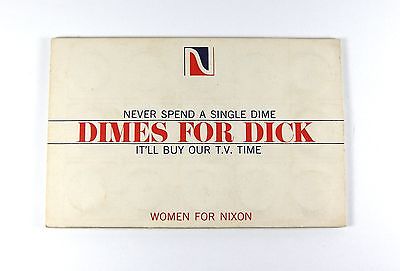 N
NEVER SPEND A SINGLE DIME
DIMES FOR DICK
IT'LL BUY OUR T.V. TIME
WOMEN FOR NIXON